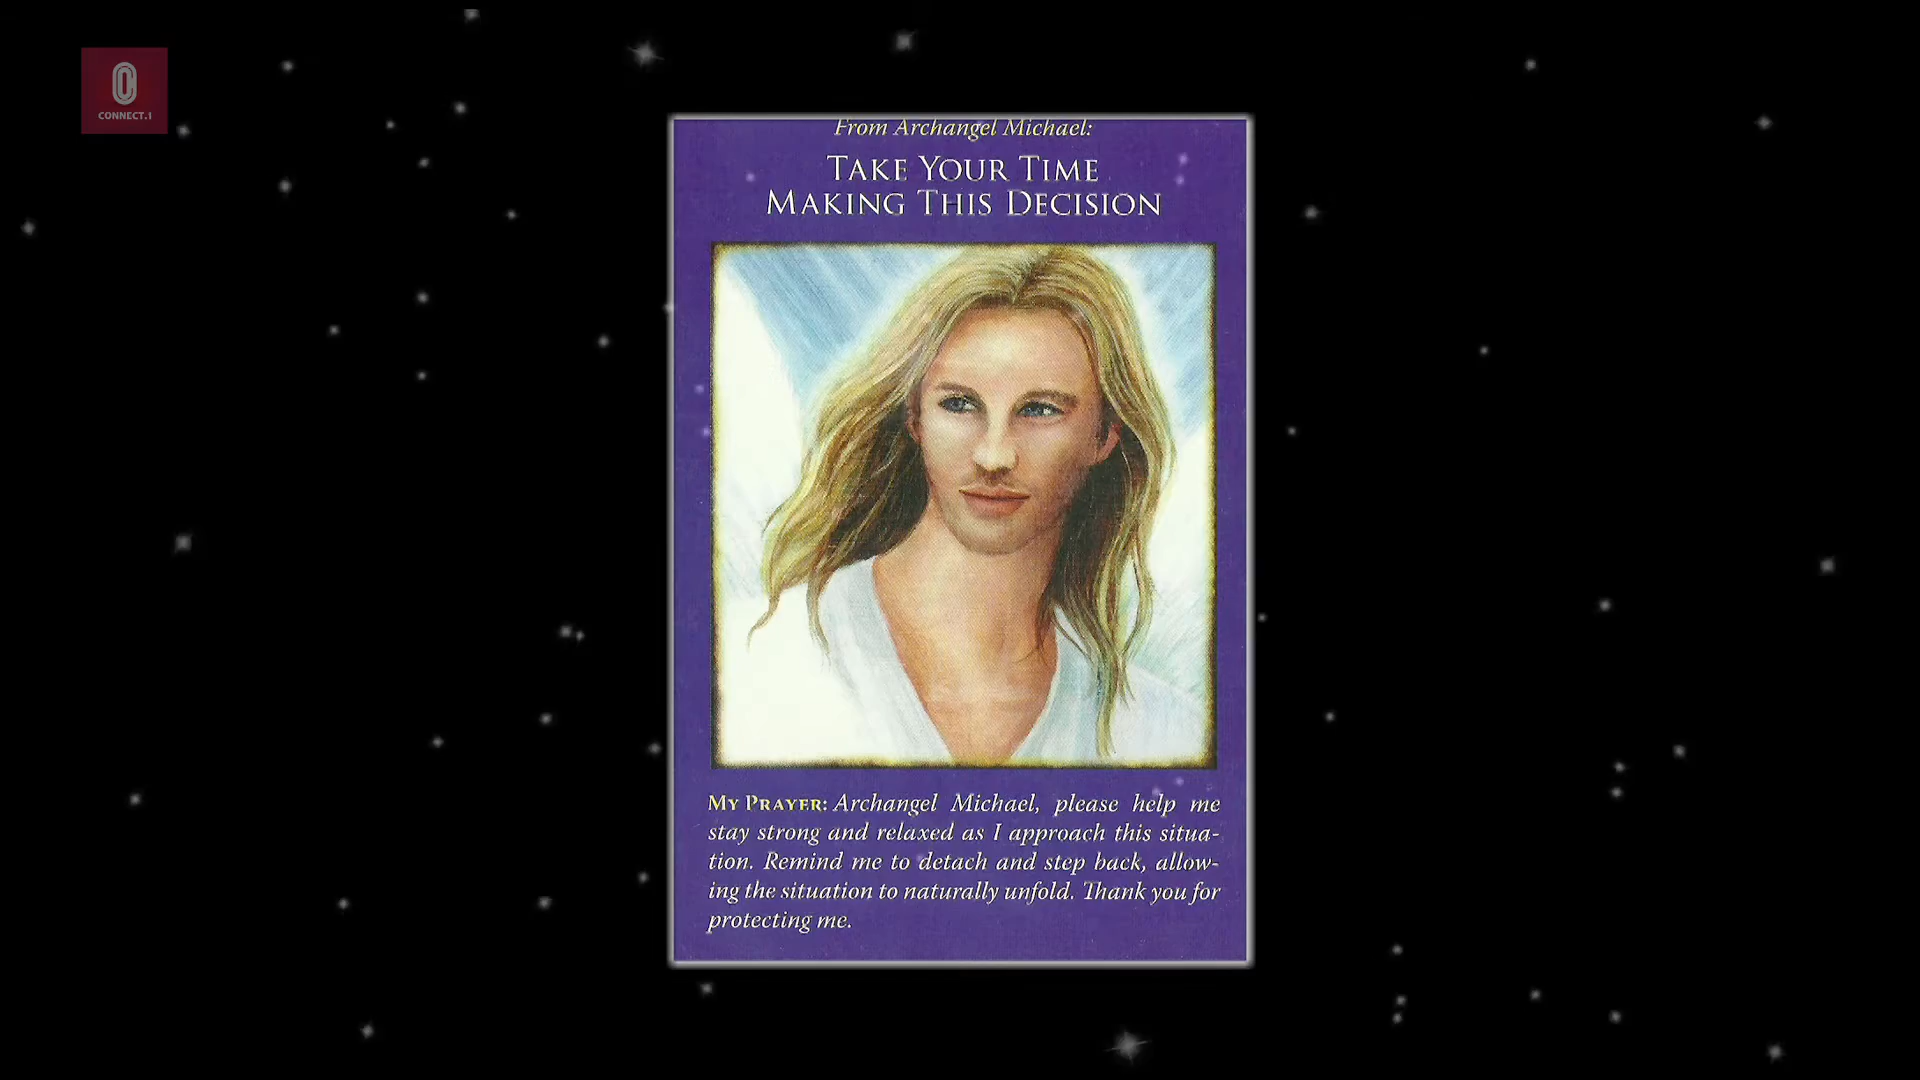 CONNECT.1
From Archangel Michael:
TAKE YOUR TIME
MAKING THIS DECISION
MY PRAYER: Archangel Michael, please help me
stay strong and relaxed as I approach this situa-
tion. Remind me to detach and step back, allow-
ing the situation to naturally unfold. Thank you for
protecting me.